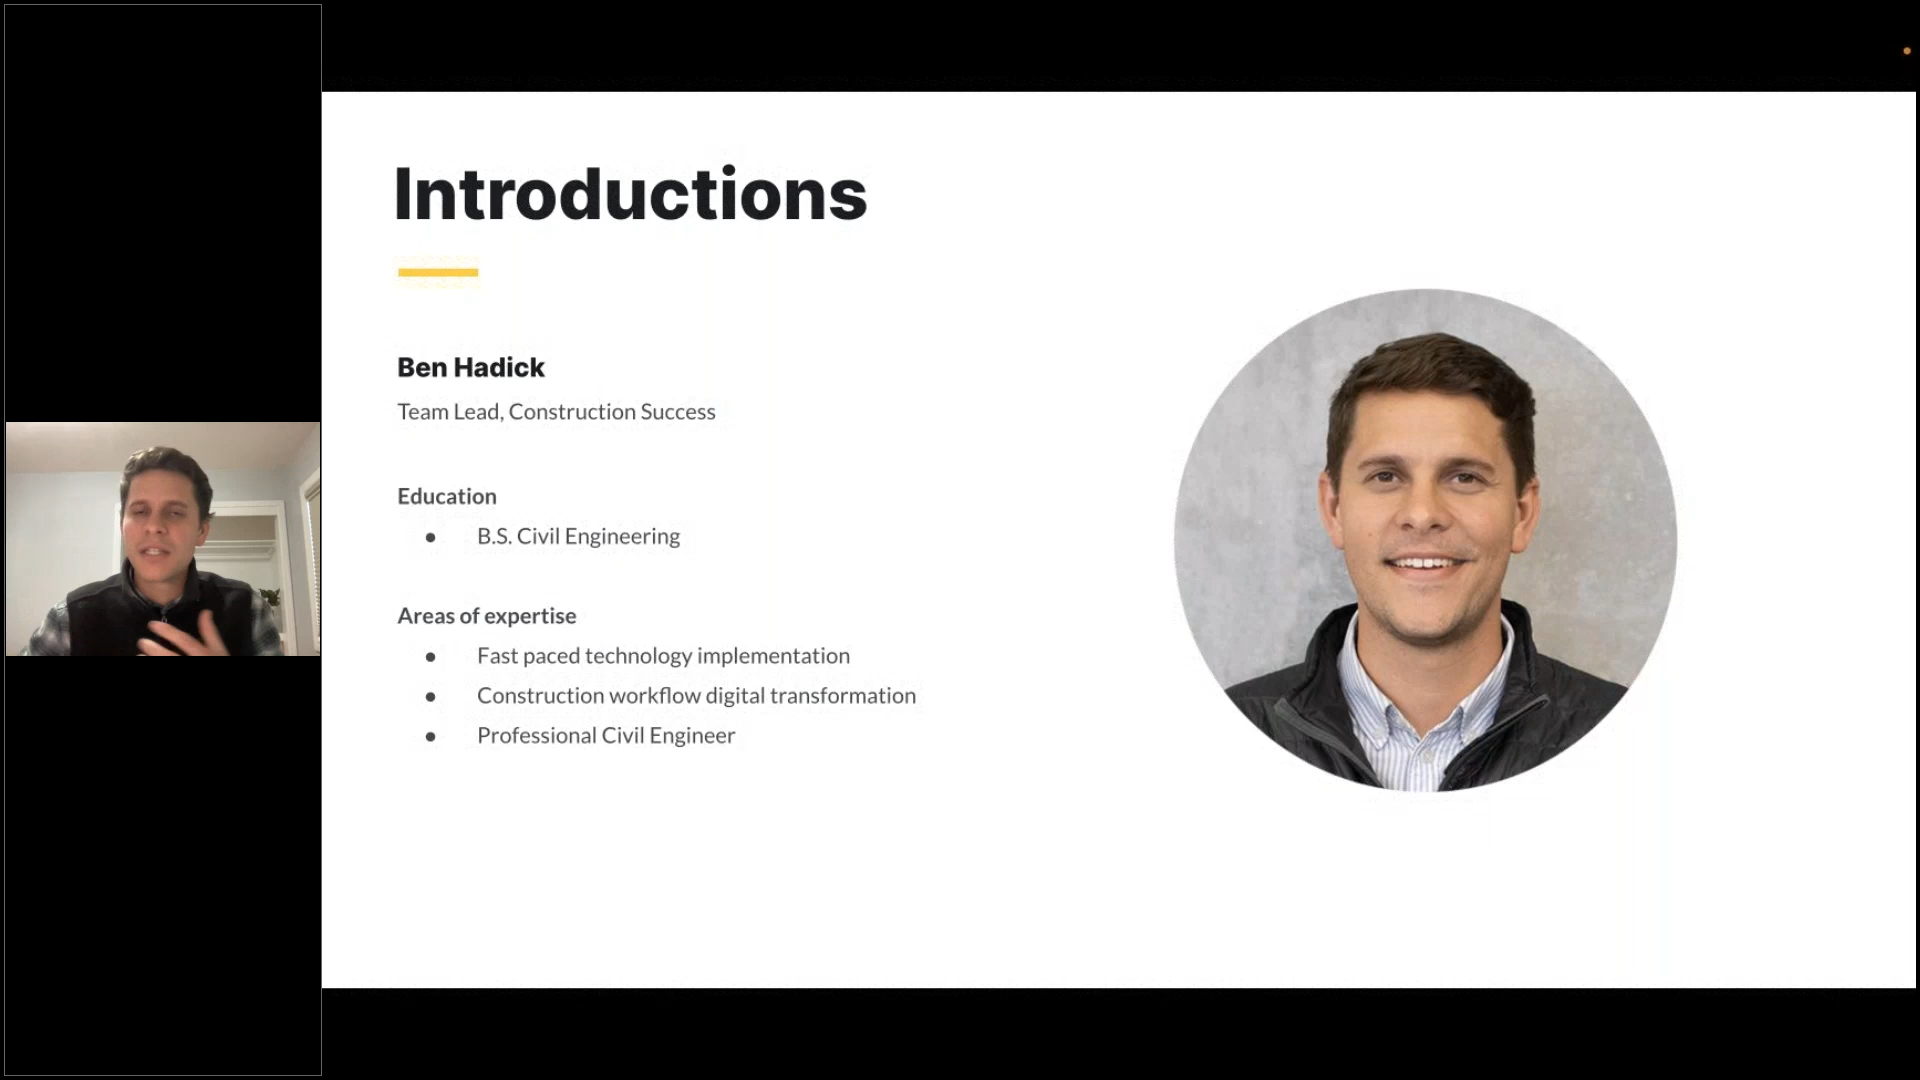 Introductions
Ben Hadick
Team Lead, Construction Success
Education
● B.S. Civil Engineering
Areas of expertise
● Fast paced technology implementation
● Construction workflow digital transformation
● Professional Civil Engineer